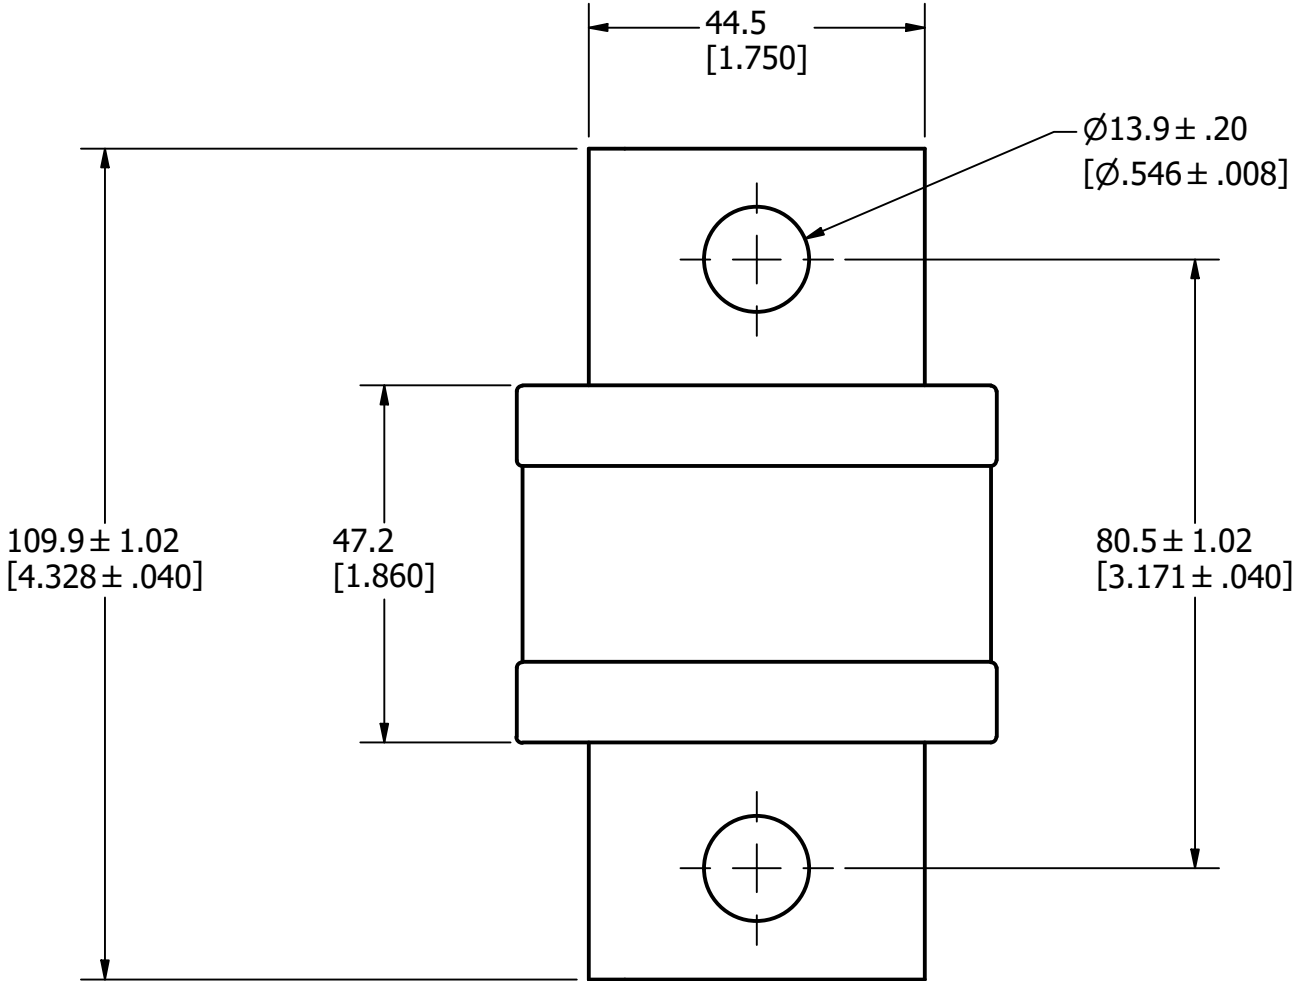 44.5
[1.750]
Ø13.9 ± .20
[Ø.546 ± .008]
109.9 ± 1.02
[4.328 ± .040]
47.2
[1.860]
80.5 ± 1.02
[3.171 ± .040]